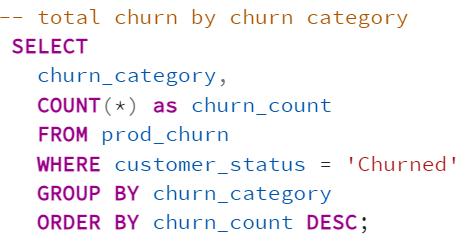 -- total churn by churn category
SELECT
churn_category,
COUNT(*) as churn_count
FROM prod_churn
WHERE customer_status = 'Churned'
GROUP BY churn_category
ORDER BY churn_count DESC;